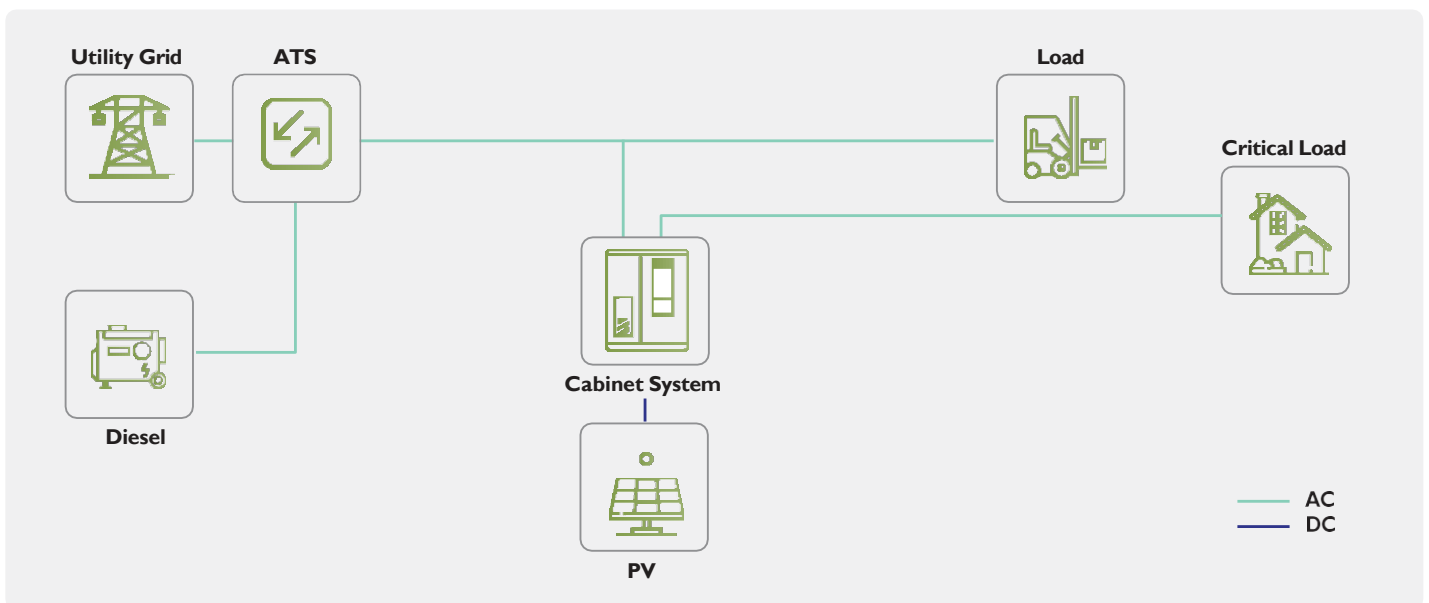 Utility Grid
ATS
Load
Critical Load
Cabinet System
Diesel
PV
AC
DC